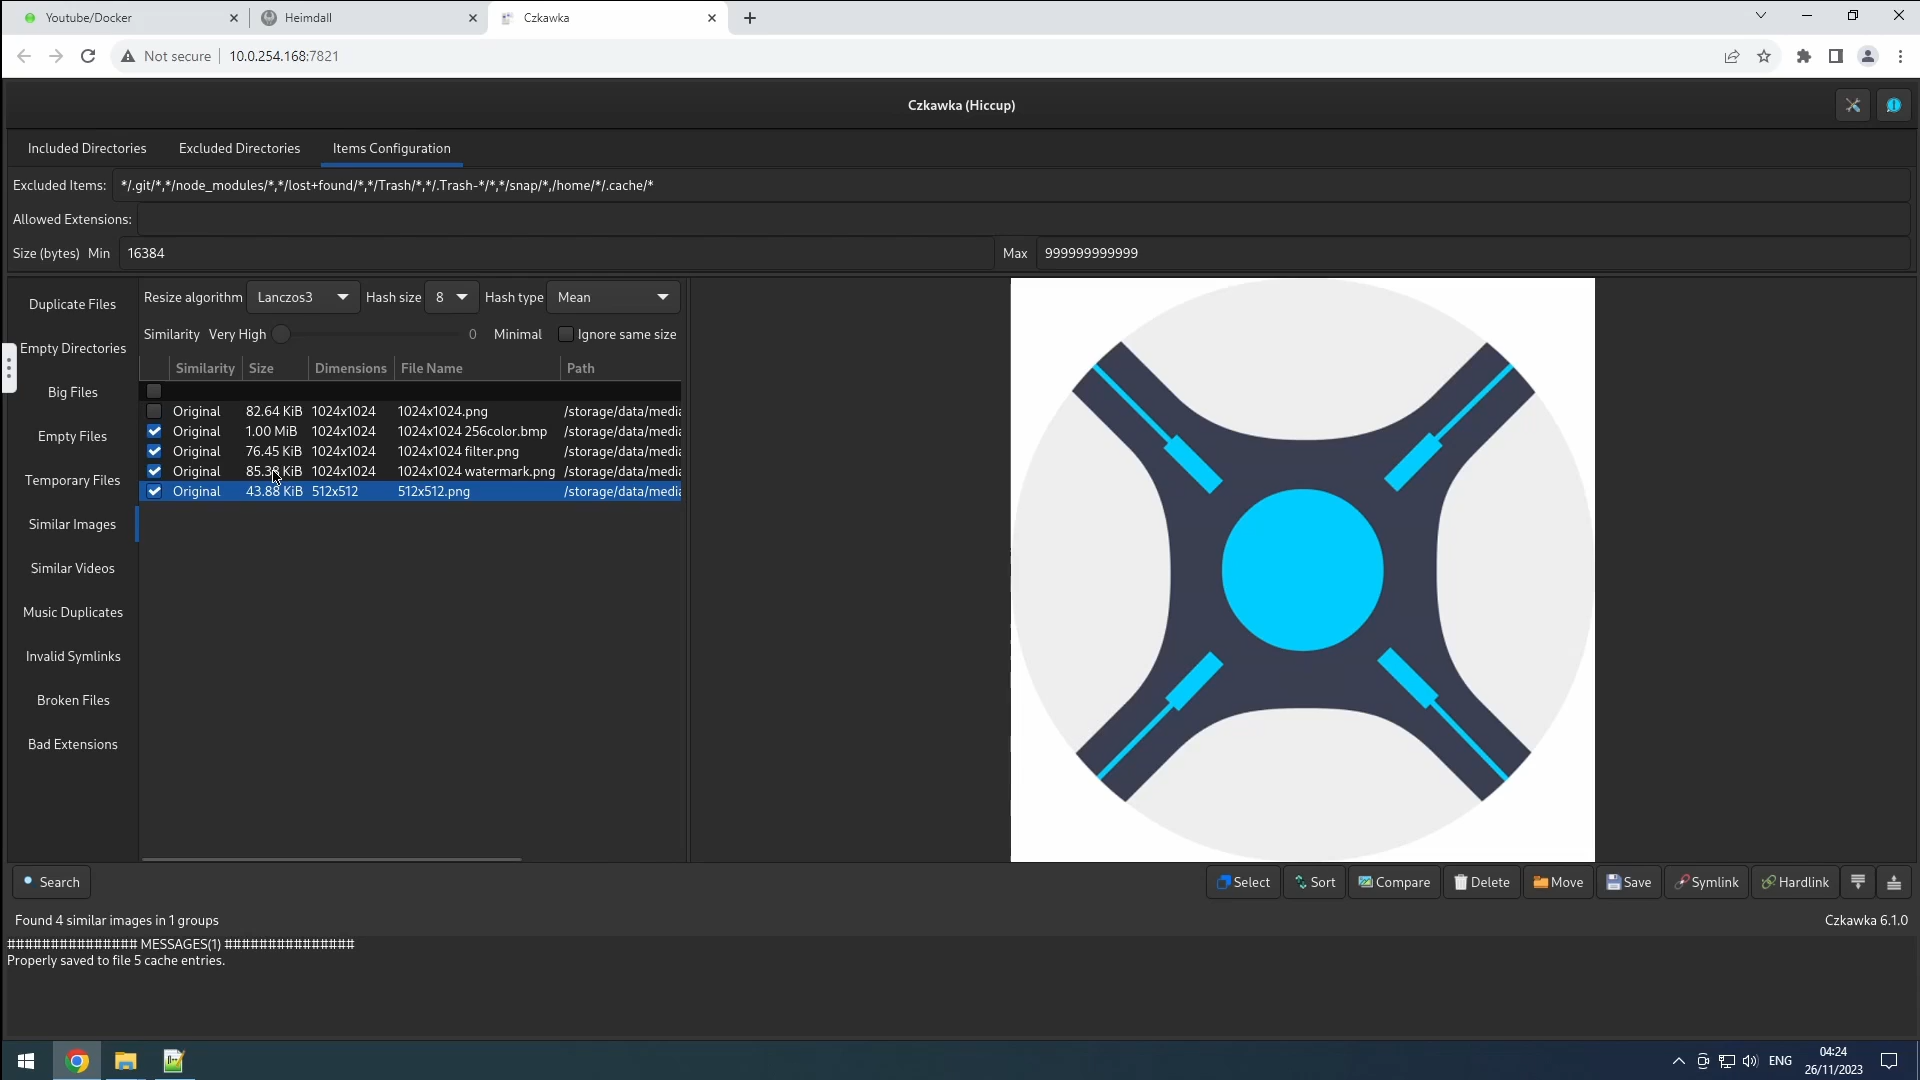 Youtube/Docker
Heimdall
Czkawka
Not secure
10.0.254.168:7821
Czkawka (Hiccup)
Included Directories
Excluded Directories
Items Configuration
Excluded Items: */.git/*,*/node_modules/*,*/lost+found/*,*/Trash/*,*/.Trash-*/*,*/snap/*,/home/*/.cache/*
Allowed Extensions:
Size (bytes) Min 16384 Max 999999999999
Duplicate Files
Empty Directories
Big Files
Empty Files
Temporary Files
Similar Images
Similar Videos
Music Duplicates
Invalid Symlinks
Broken Files
Bad Extensions
Resize algorithm Lanczos3 Hash size 8 Hash type Mean
Similarity Very High 0 Minimal Ignore same size
Similarity Size Dimensions File Name Path
Original 82.64 KiB 1024x1024 1024x1024.png /storage/data/media
Original 1.00 MiB 1024x1024 1024x1024 256color.bmp /storage/data/media
Original 76.45 KiB 1024x1024 1024x1024 filter.png /storage/data/media
Original 85.38 KiB 1024x1024 1024x1024 watermark.png /storage/data/media
Original 43.88 KiB 512x512 512x512.png /storage/data/media
Search
Select
Sort
Compare
Delete
Move
Save
Symlink
Hardlink
Found 4 similar images in 1 groups
Czkawka 6.1.0
############### MESSAGES(1) ###############
Properly saved to file 5 cache entries.
ENG
04:24
26/11/2023